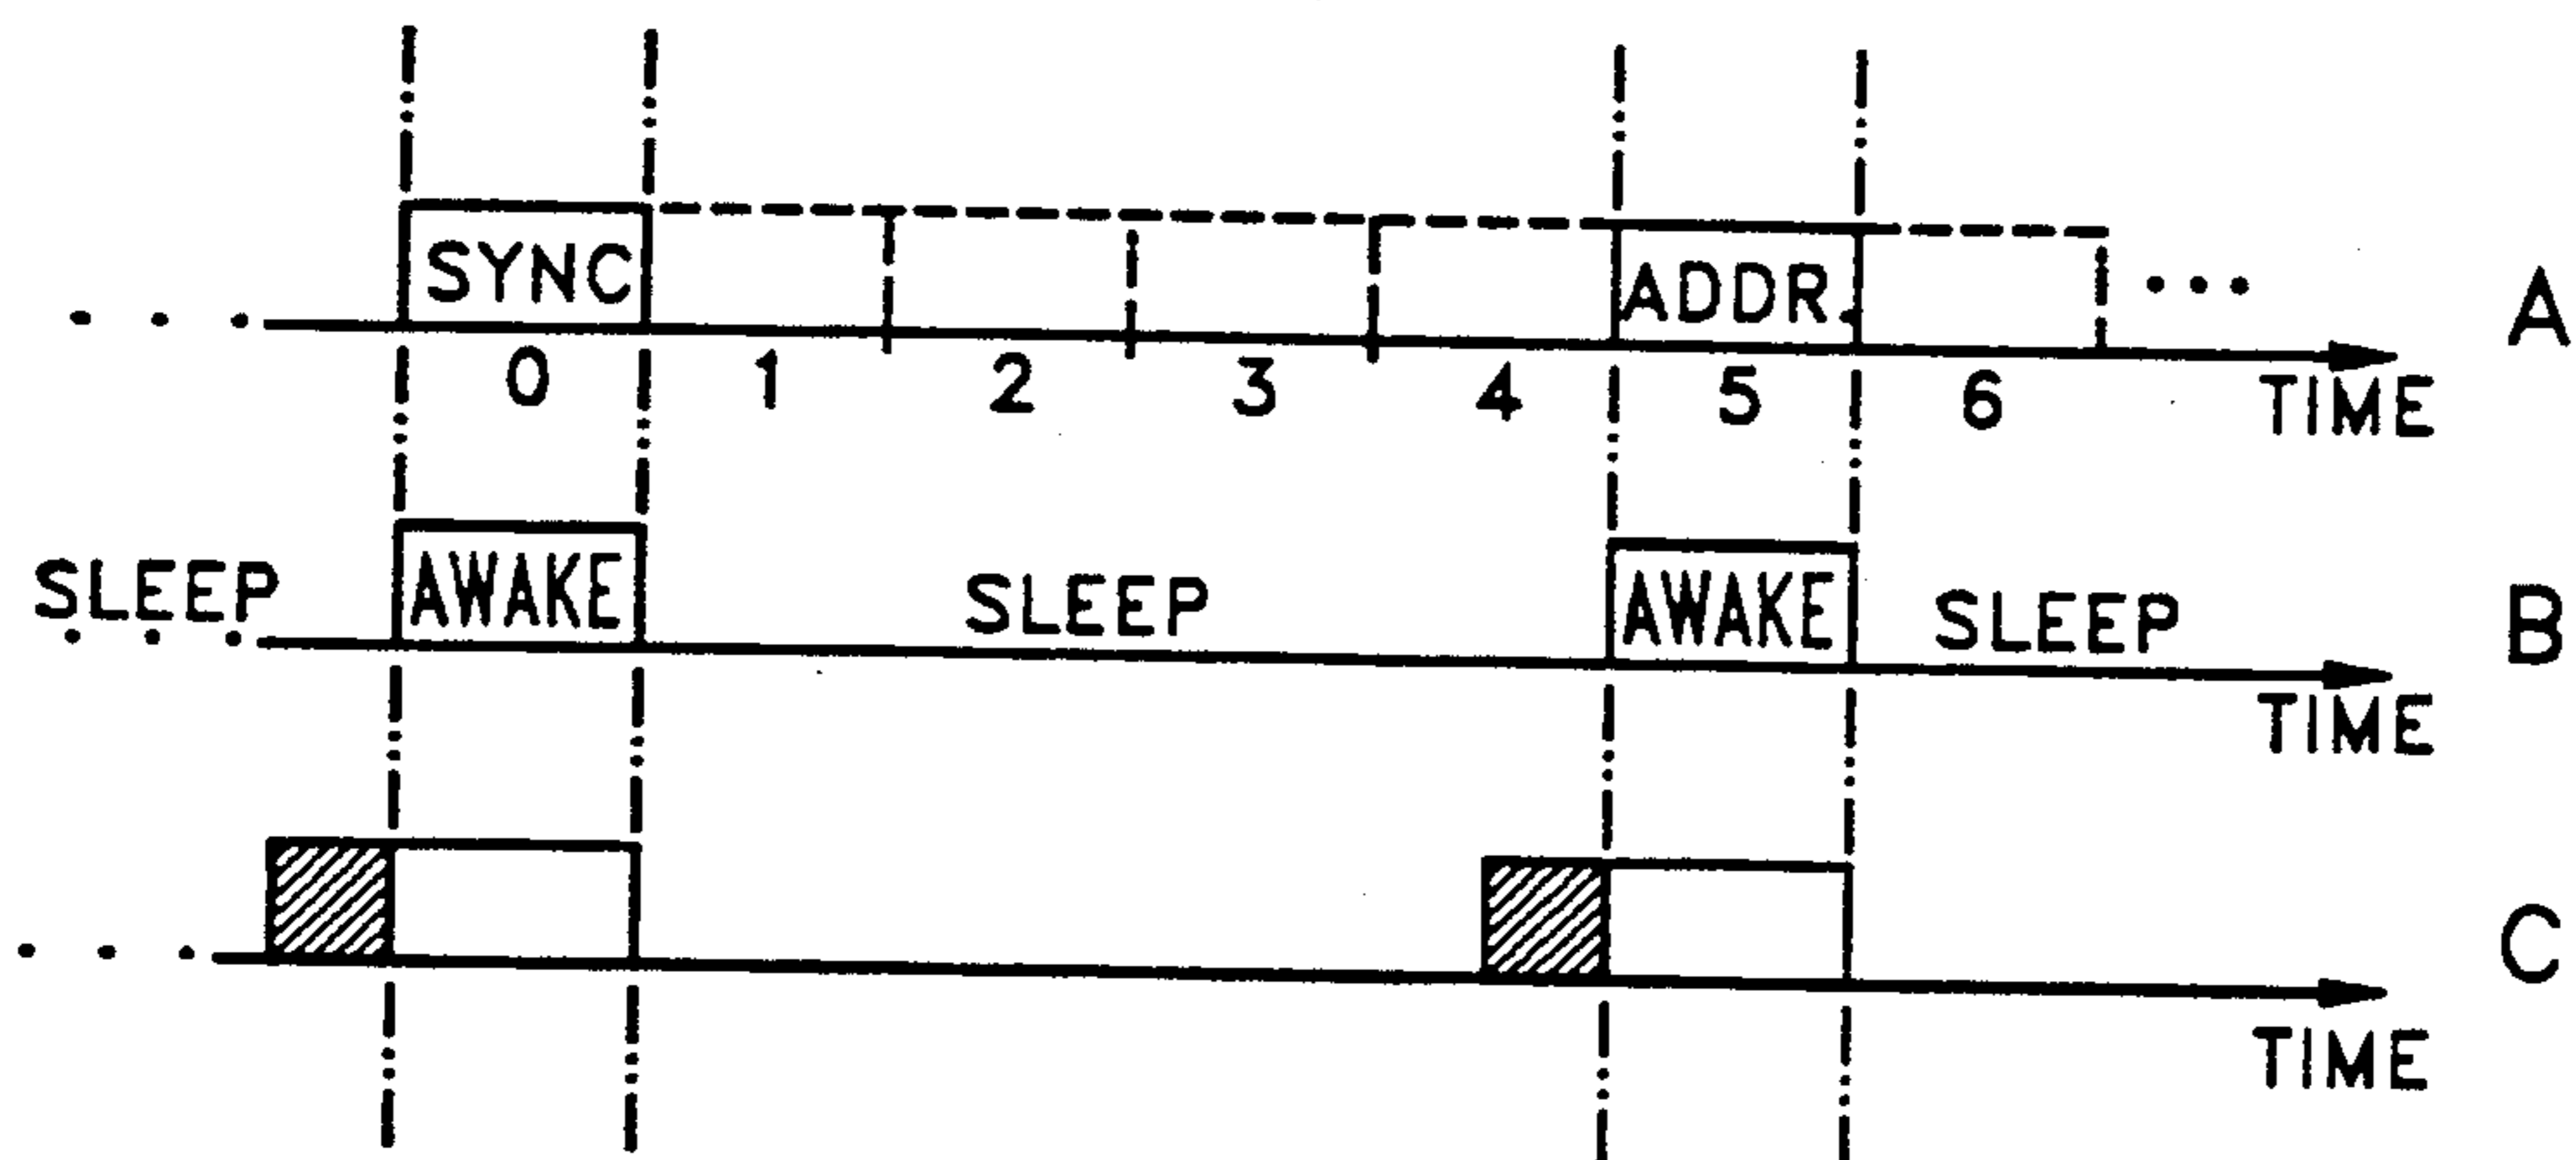 SYNC
ADDR.
A
0 1 2 3 4 5 6
TIME
SLEEP AWAKE SLEEP AWAKE SLEEP
B
TIME
C
TIME